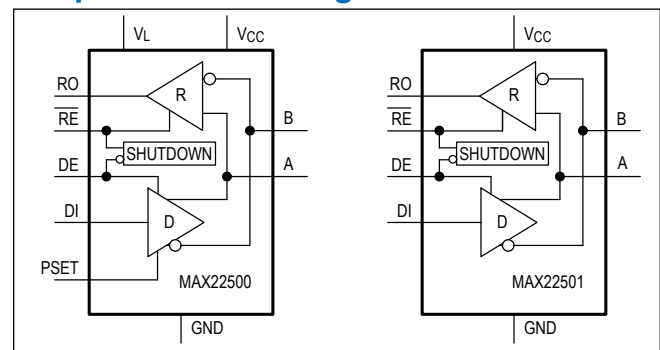 VL
VCC
RO
R
RE
B
SHUTDOWN
DE
A
DI
D
PSET
MAX22500
GND
VCC
RO
R
RE
B
SHUTDOWN
DE
A
DI
D
MAX22501
GND